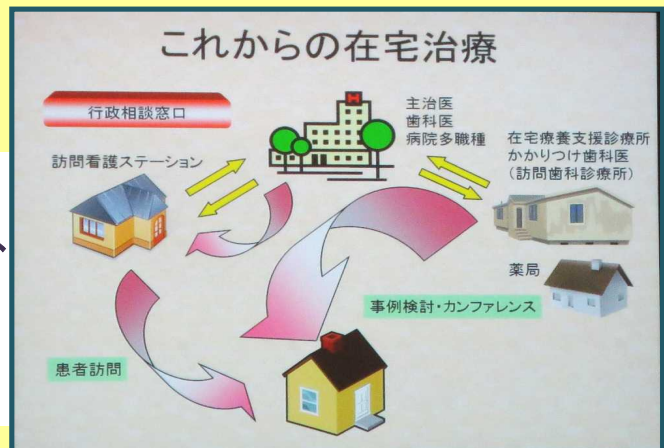 これからの在宅治療
行政相談窓口
主治医
歯科医
病院多職種
訪問看護ステーション
在宅療養支援診療所
かかりつけ歯科医
(訪問歯科診療所)
薬局
事例検討・カンファレンス
患者訪問